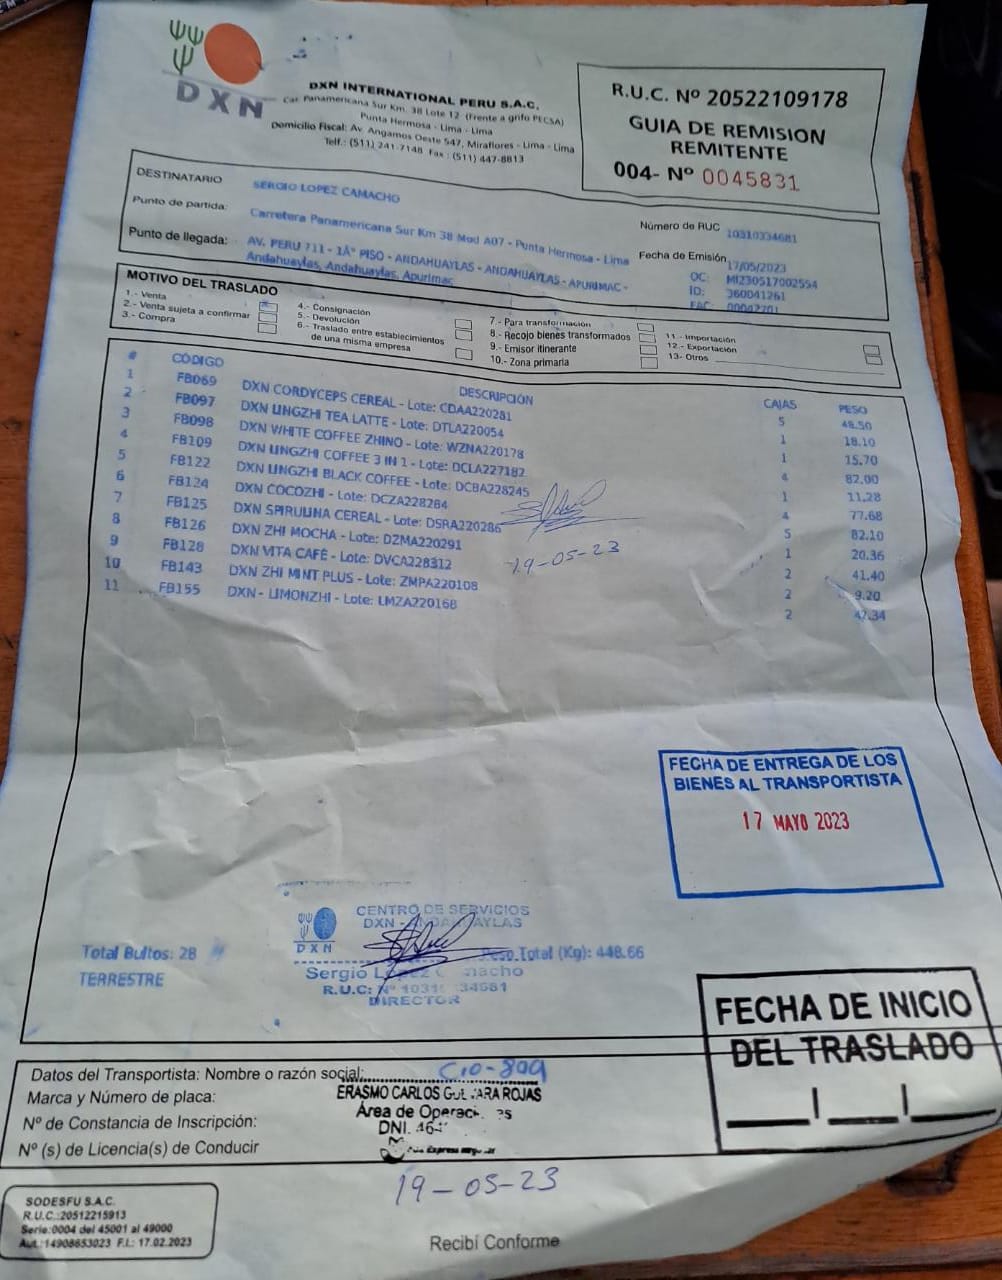 DXN
DXN INTERNATIONAL PERU S.A.C.
Car. Panamericana Sur Km. 38 Lote 12 (Frente a grifo PECSA)
Punta Hermosa - Lima - Lima
Domicilio Fiscal: Av. Angamos Oeste 547, Miraflores - Lima - Lima
Telf.: (511) 241-7148 Fax : (511) 447-8813
R.U.C. Nº 20522109178
GUIA DE REMISION
REMITENTE
004- Nº 0045831
DESTINATARIO SERGIO LOPEZ CAMACHO
Número de RUC 10310334681
Punto de partida: Carretera Panamericana Sur Km 38 Mod A07 - Punta Hermosa - Lima
Fecha de Emisión 17/05/2023
Punto de llegada: AV. PERU 711 - 1Â° PISO - ANDAHUAYLAS - ANDAHUAYLAS - APURIMAC -
Andahuaylas, Andahuaylas, Apurimac
OC: MI230517002554
ID: 360041261
FAC: 00042701
MOTIVO DEL TRASLADO
1.- Venta
2.- Venta sujeta a confirmar
3.- Compra
4.- Consignación
5.- Devolución
6.- Traslado entre establecimientos
de una misma empresa
7.- Para transformación
8.- Recojo bienes transformados
9.- Emisor itinerante
10.- Zona primaria
11.- Importación
12.- Exportación
13- Otros
# CÓDIGO DESCRIPCIÓN CAJAS PESO
1 FB069 DXN CORDYCEPS CEREAL - Lote: CDAA220281 5 48.50
2 FB097 DXN LINGZHI TEA LATTE - Lote: DTLA220054 1 18.10
3 FB098 DXN WHITE COFFEE ZHINO - Lote: WZNA220178 1 15.70
4 FB109 DXN LINGZHI COFFEE 3 IN 1 - Lote: DCLA227182 4 82.00
5 FB122 DXN LINGZHI BLACK COFFEE - Lote: DCBA228245 1 11.28
6 FB124 DXN COCOZHI - Lote: DCZA228264 4 77.68
7 FB125 DXN SPIRULINA CEREAL - Lote: DSRA220286 5 82.10
8 FB126 DXN ZHI MOCHA - Lote: DZMA220291 1 20.36
9 FB128 DXN VITA CAFÉ - Lote: DVCA228312 2 41.40
10 FB143 DXN ZHI MINT PLUS - Lote: ZMPA220108 2 9.20
11 FB155 DXN - LIMONZHI - Lote: LMZA220168 2 42.34
19-05-23
FECHA DE ENTREGA DE LOS
BIENES AL TRANSPORTISTA
17 MAYO 2023
CENTRO DE SERVICIOS
DXN - ANDAHUAYLAS
DXN
Total Bultos: 28
Peso Total (Kg): 448.66
TERRESTRE
Sergio
R.U.C: Nº
DIRECTOR
FECHA DE INICIO
DEL TRASLADO
Datos del Transportista: Nombre o razón social: C10-809
Marca y Número de placa: ERASMO CARLOS ROJAS
Nº de Constancia de Inscripción: Área de
DNI.
Nº (s) de Licencia(s) de Conducir
19-05-23
SODESFU S.A.C.
R.U.C.:20512215913
Serie:0004 del 45001 al 49000
Aut.:14908653023 F.I.: 17.02.2023
Recibí Conforme